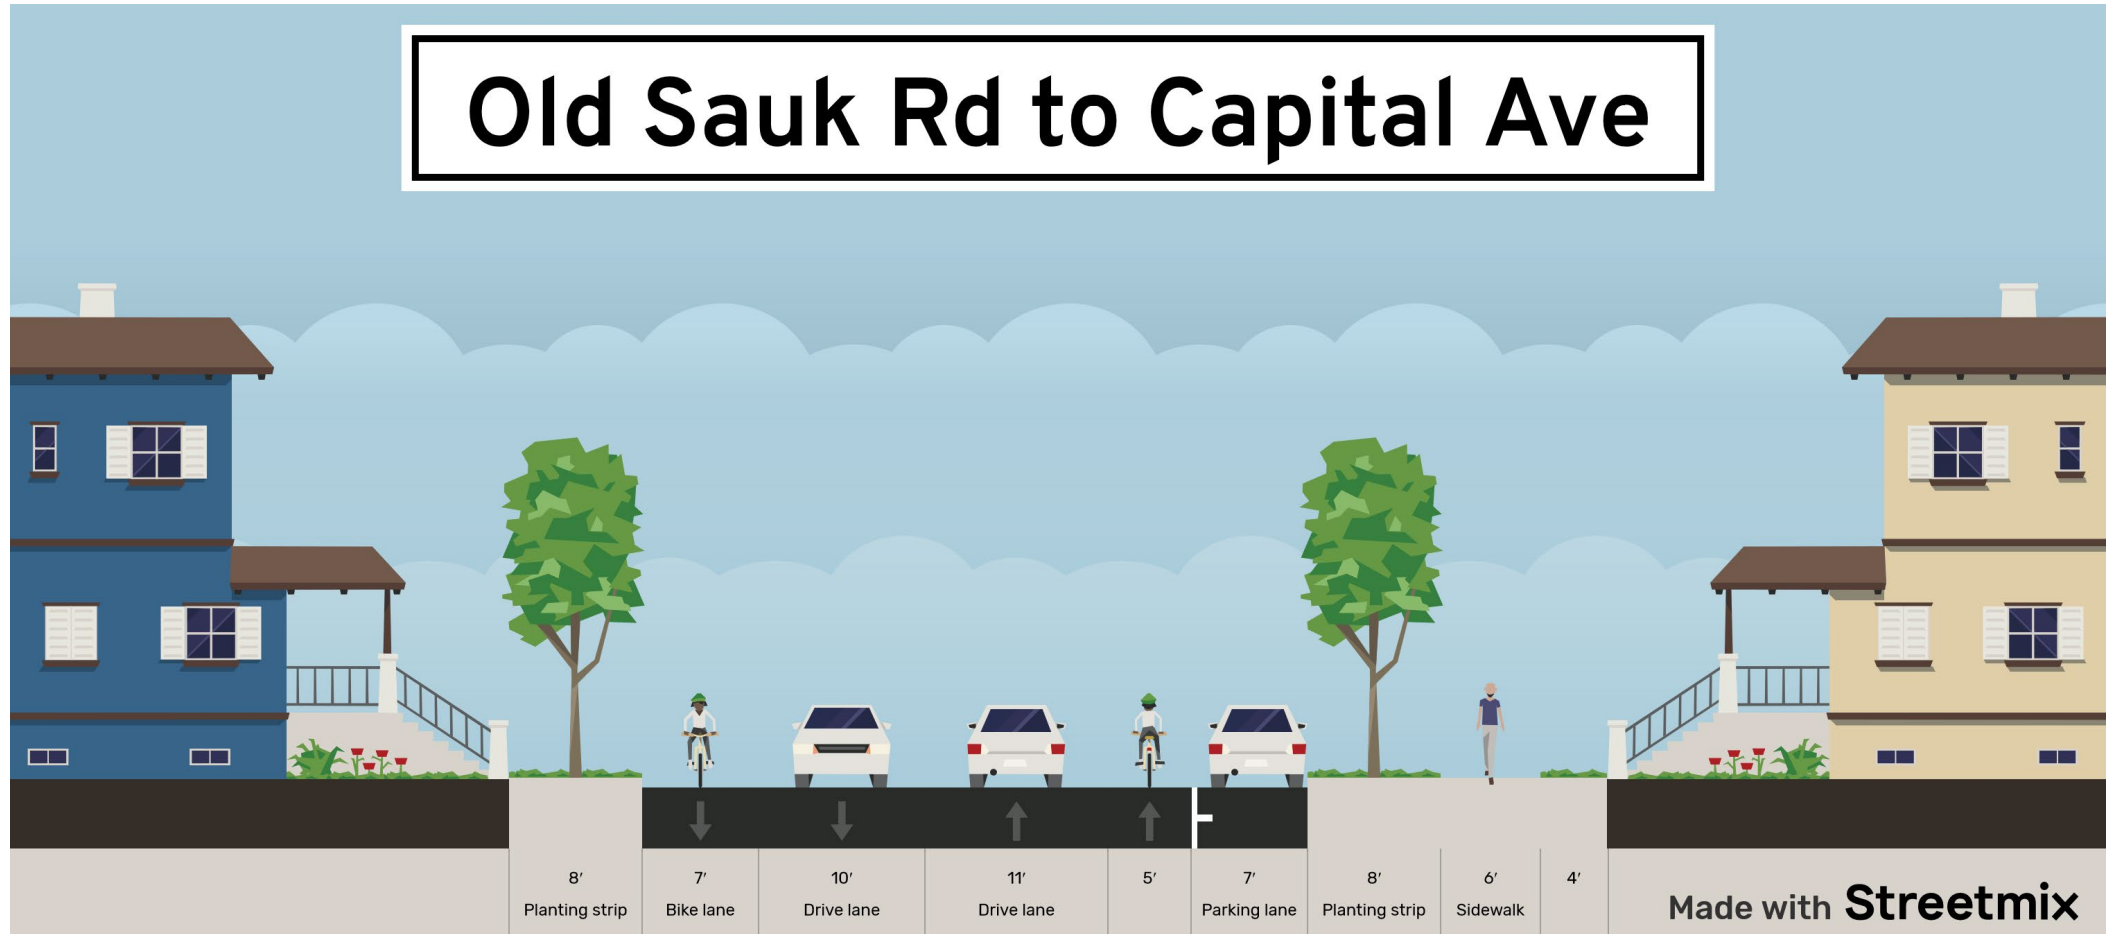 Old Sauk Rd to Capital Ave
8′ 7′ 10′ 11′ 5′ 7′ 8′ 6′ 4′
Planting strip Bike lane Drive lane Drive lane Parking lane Planting strip Sidewalk
Made with Streetmix